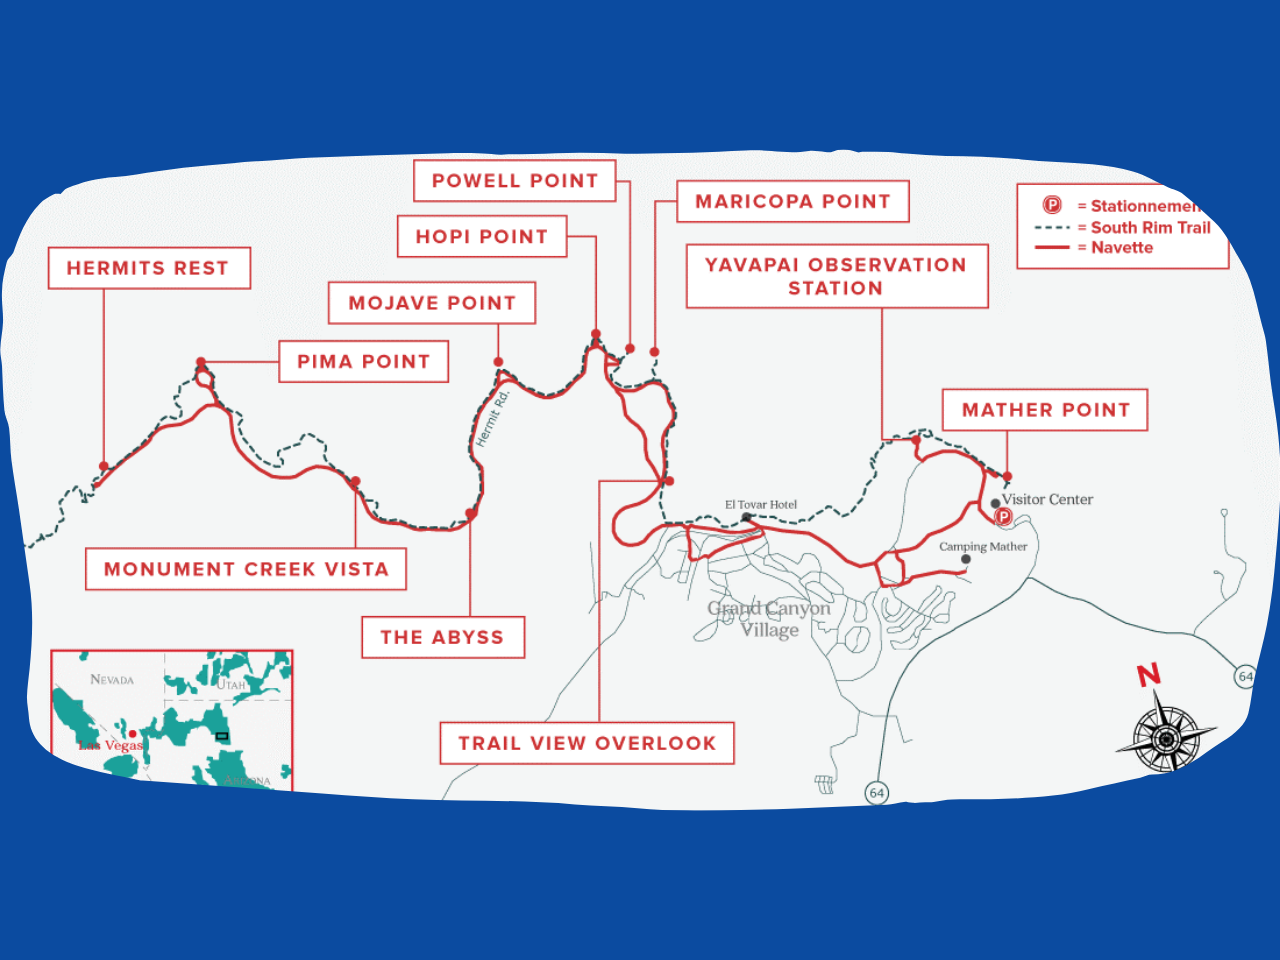 POWELL POINT
MARICOPA POINT
HOPI POINT
HERMITS REST
MOJAVE POINT
PIMA POINT
YAVAPAI OBSERVATION
STATION
P = Stationnemen
= South Rim Trail
= Navette
MATHER POINT
Hermit Rd.
El Tovar Hotel
Visitor Center
P
Camping Mather
MONUMENT CREEK VISTA
THE ABYSS
Grand Canyon
Village
TRAIL VIEW OVERLOOK
NEVADA
UTAH
Las Vegas
ARIZONA
N
64
64